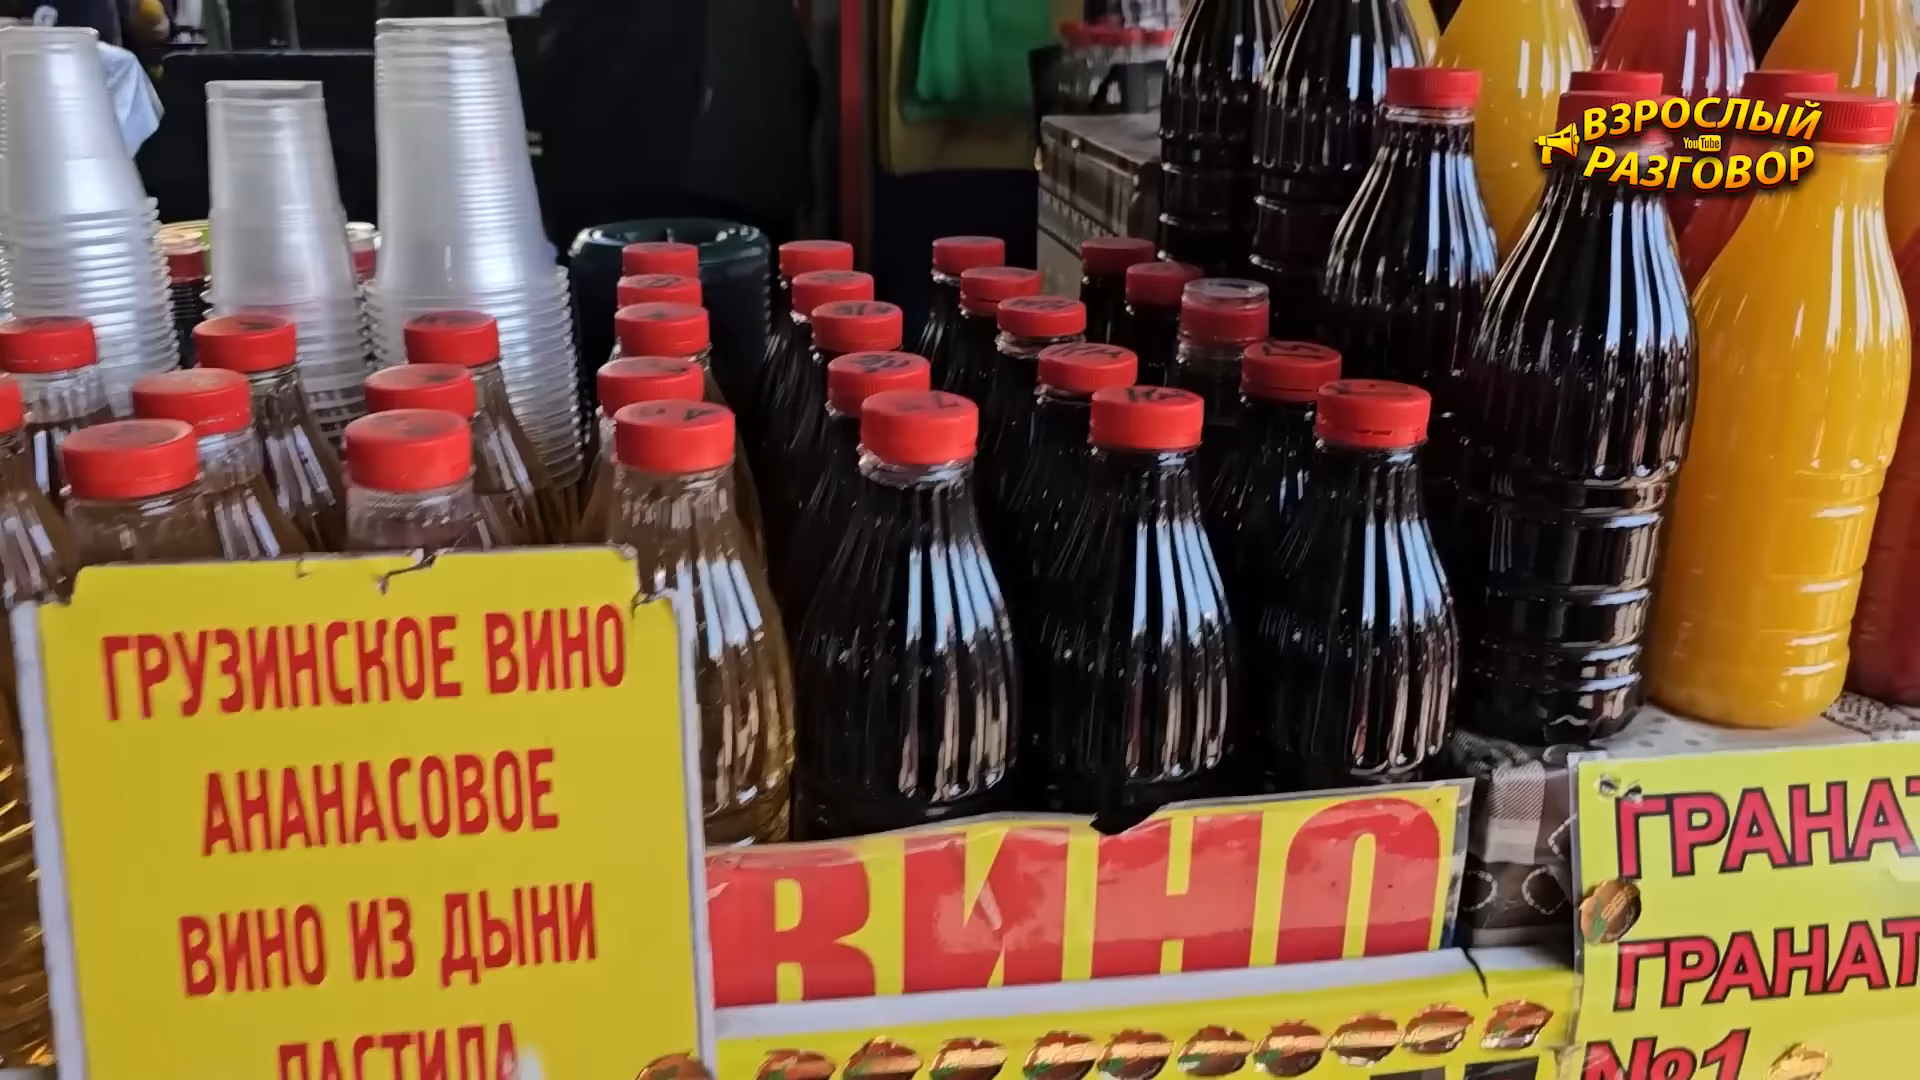 ВЗРОСЛЫЙ
YouTube
РАЗГОВОР
ГРУЗИНСКОЕ ВИНО
АНАНАСОВОЕ
ВИНО ИЗ ДЫНИ
ПАСТИЛА
ВИНО
ГРАНАТ
ГРАНАТ
№1